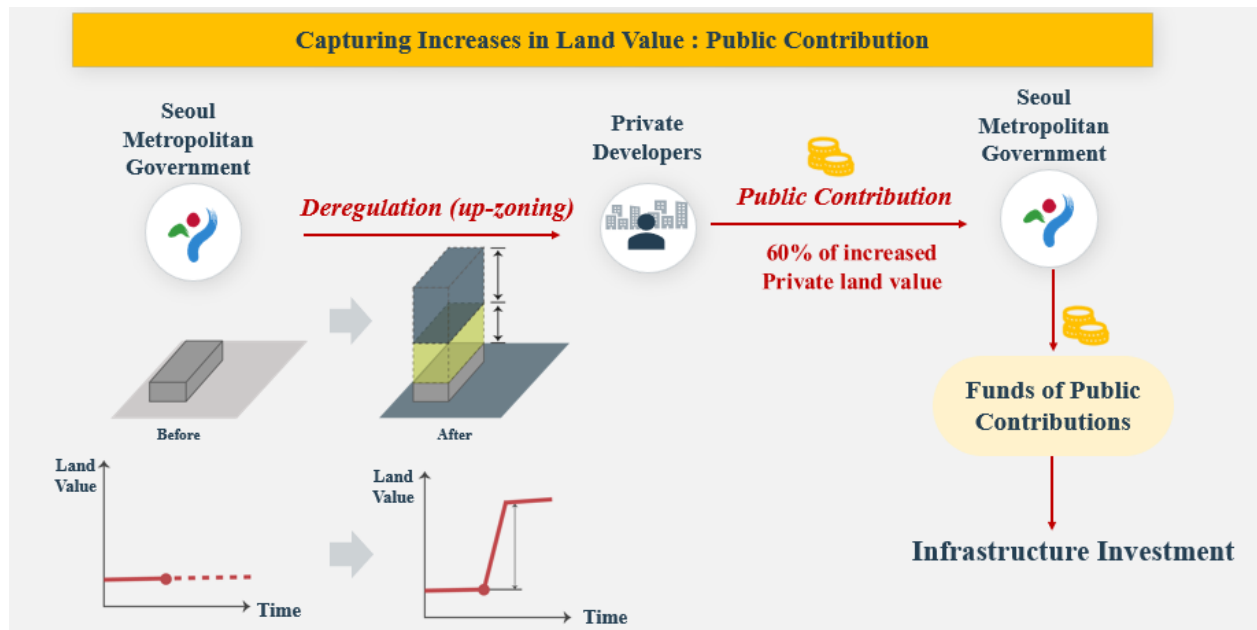 Capturing Increases in Land Value : Public Contribution
Seoul
Metropolitan
Government
Deregulation (up-zoning)
Private
Developers
Public Contribution
60% of increased
Private land value
Seoul
Metropolitan
Government
Before
After
Funds of Public
Contributions
Infrastructure Investment
Land
Value
Time
Land
Value
Time